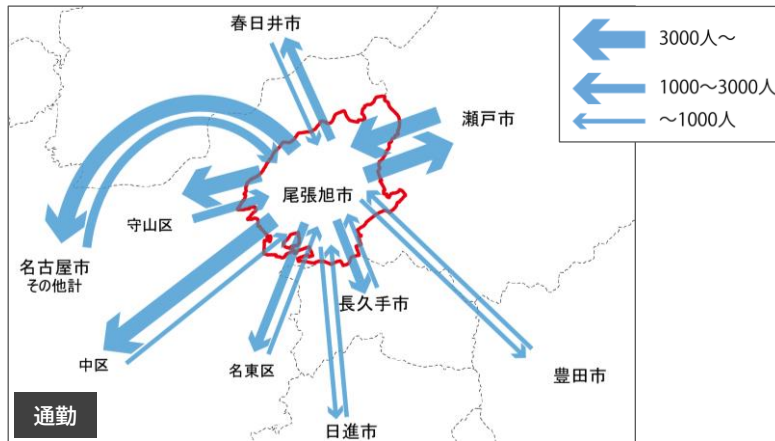 春日井市
3000人～
1000～3000人
～1000人
瀬戸市
尾張旭市
守山区
名古屋市
その他計
長久手市
中区
名東区
豊田市
日進市
通勤